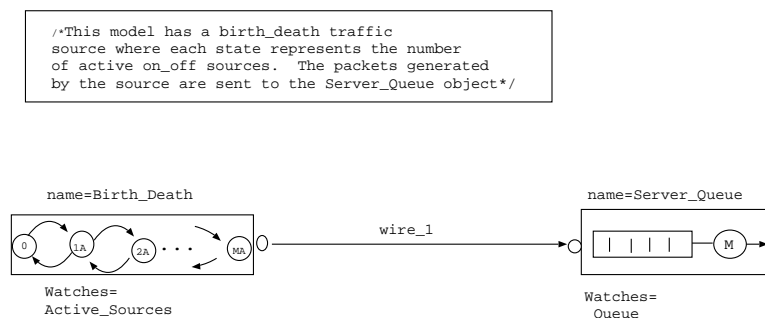 /*This model has a birth_death traffic
source where each state represents the number
of active on_off sources.  The packets generated
by the source are sent to the Server_Queue object*/
name=Birth_Death
name=Server_Queue
wire_1
0
1A
2A
...
MA
M
Watches=
Active_Sources
Watches=
Queue